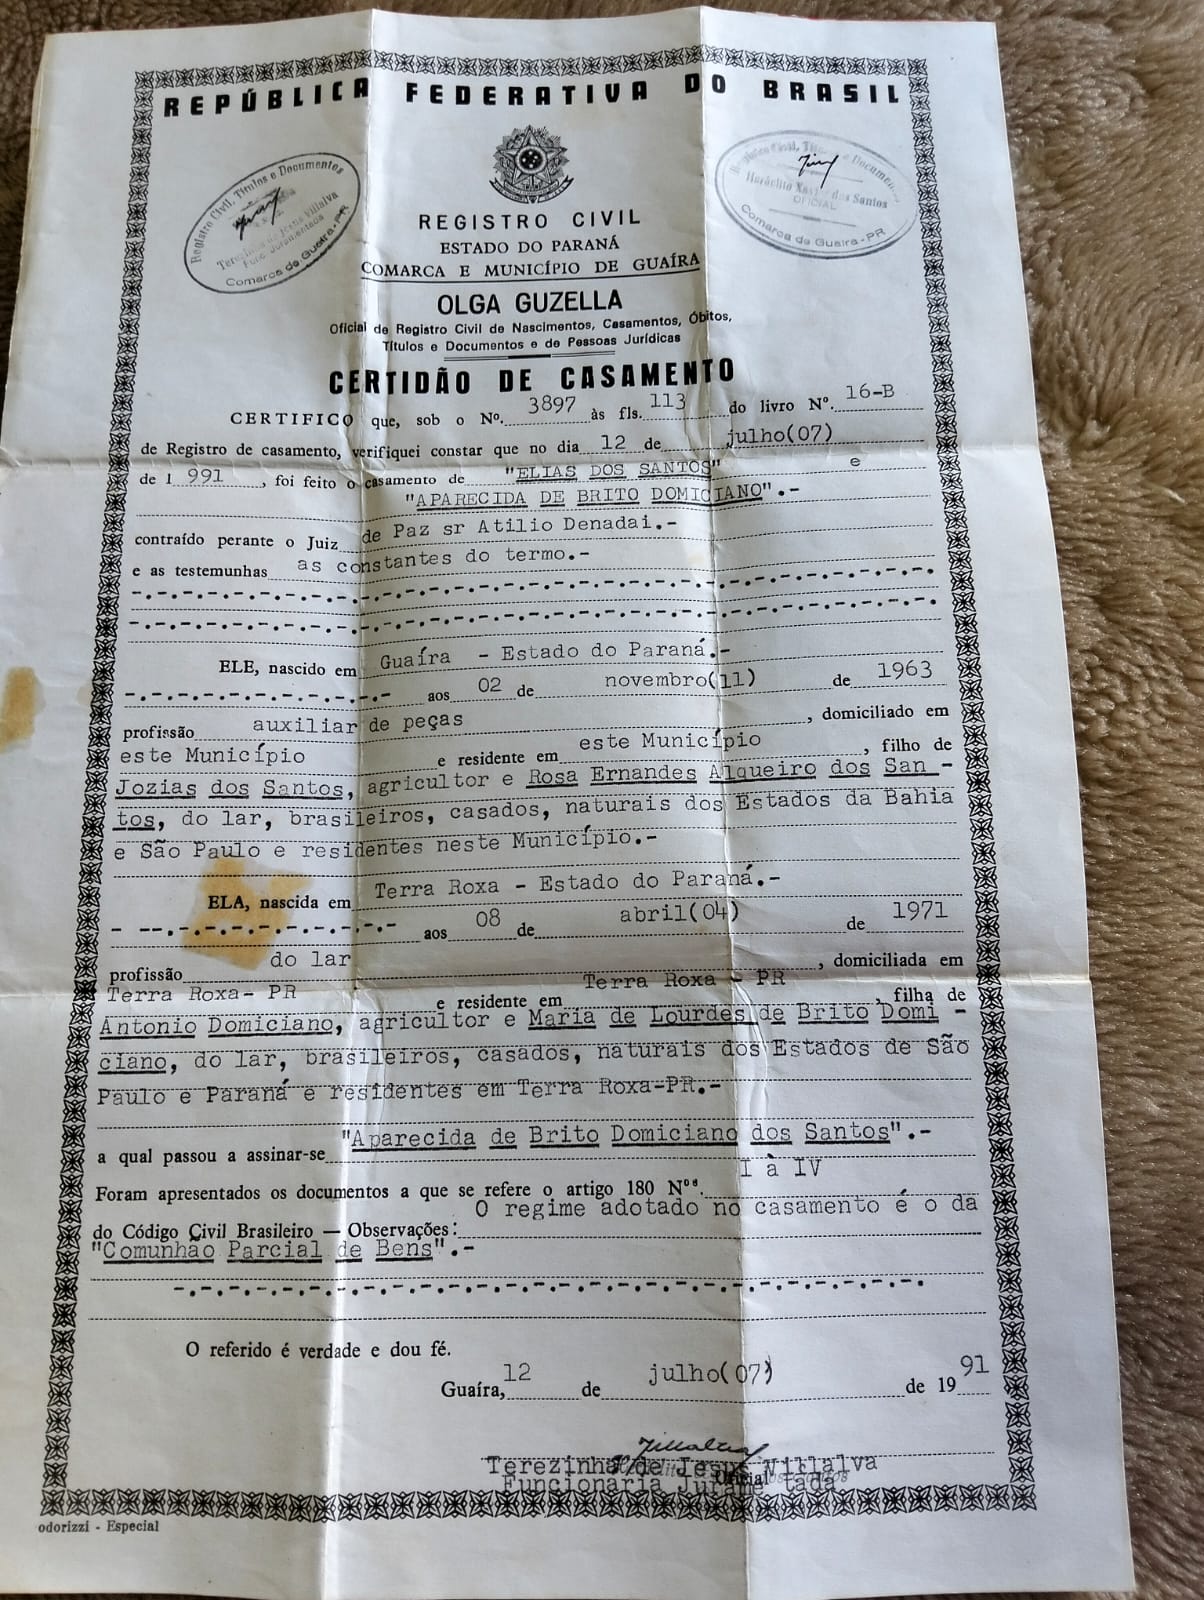 REPÚBLICA FEDERATIVA DO BRASIL
Registro Civil, Títulos e Documentos
Terezinha de Jesus Villalva
Func. Juramentada
Comarca de Guaíra - PR
Registro Civil, Títulos e Documentos
Heráclito Xavier dos Santos
OFICIAL
Comarca de Guaíra - PR
REGISTRO CIVIL
ESTADO DO PARANÁ
COMARCA E MUNICÍPIO DE GUAÍRA
OLGA GUZELLA
Oficial de Registro Civil de Nascimentos, Casamentos, Óbitos,
Títulos e Documentos e de Pessoas Jurídicas
CERTIDÃO DE CASAMENTO
CERTIFICO que, sob o Nº. 3897 às fls. 113 do livro Nº. 16-B
de Registro de casamento, verifiquei constar que no dia 12 de julho(07)
de 1 991, foi feito o casamento de "ELIAS DOS SANTOS" e
"APARECIDA DE BRITO DOMICIANO".-
contraído perante o Juiz de Paz sr Atilio Denadai.-
e as testemunhas as constantes do termo.-
-.-.-.-.-.-.-.-.-.-.-.-.-.-.-.-.-.-.-.-.-.-.-.-.-.-.-.
-.-.-.-.-.-.-.-.-.-.-.-.-.-.-.-.-.-.-.-.-.-.-.-.-.-.-.
ELE, nascido em Guaíra - Estado do Paraná.-
-.-.-.-.-.-.-.-.-.-.- aos 02 de novembro(11) de 1963
profissão auxiliar de peças, domiciliado em
este Município e residente em este Município, filho de
Jozias dos Santos, agricultor e Rosa Ernandes Alqueiro dos San -
tos, do lar, brasileiros, casados, naturais dos Estados da Bahia
e São Paulo e residentes neste Município.-
ELA, nascida em Terra Roxa - Estado do Paraná.-
- --.-.-.-.-.-.-.-.-.-.- aos 08 de abril(04) de 1971
profissão do lar, domiciliada em
Terra Roxa- PR e residente em Terra Roxa - PR, filha de
Antonio Domiciano, agricultor e Maria de Lourdes de Brito Domi -
ciano, do lar, brasileiros, casados, naturais dos Estados de São
Paulo e Paraná e residentes em Terra Roxa-PR.-
a qual passou a assinar-se "Aparecida de Brito Domiciano dos Santos".-
Foram apresentados os documentos a que se refere o artigo 180 Nºs. I à IV
do Código Civil Brasileiro — Observações: O regime adotado no casamento é o da
"Comunhão Parcial de Bens".-
-.-.-.-.-.-.-.-.-.-.-.-.-.-.-.-.-.-.-.-.-.-.-.-.-.
O referido é verdade e dou fé.
Guaíra, 12 de julho(07) de 19 91
Terezinha de Jesus Villalva
Oficial
Funcionaria Juramentada
odorizzi - Especial